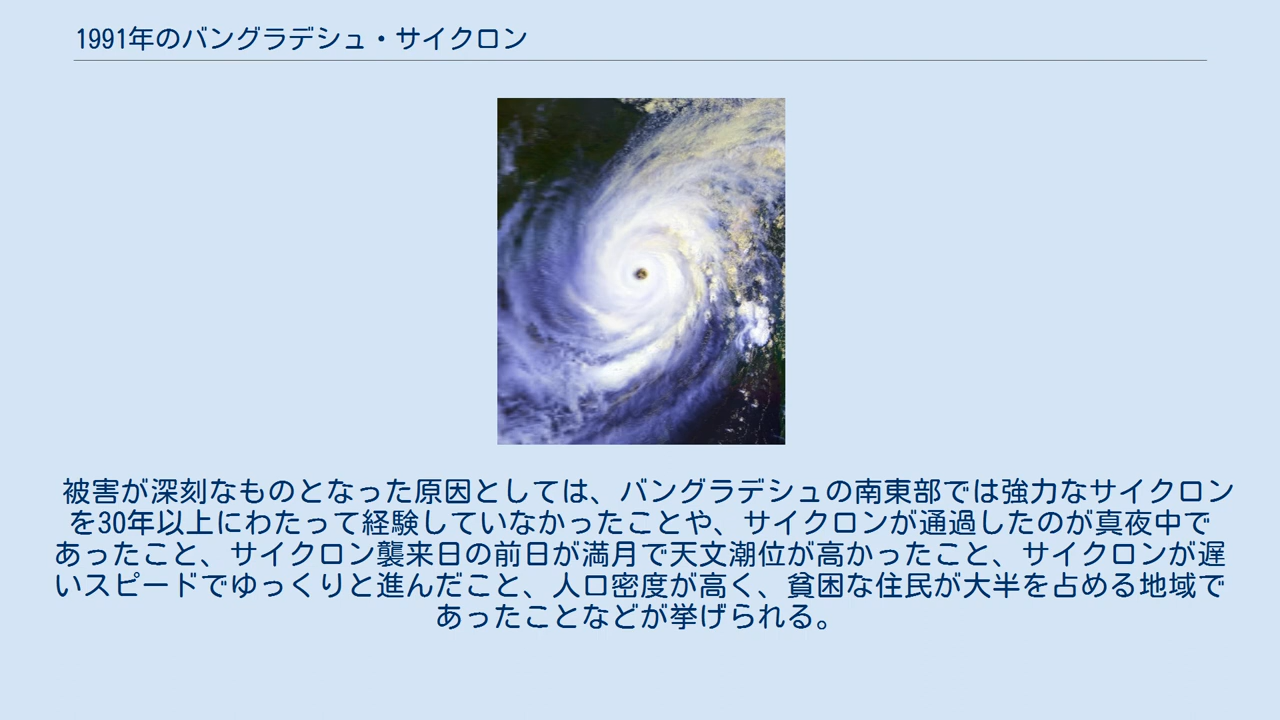 1991年のバングラデシュ・サイクロン
被害が深刻なものとなった原因としては、バングラデシュの南東部では強力なサイクロン
を30年以上にわたって経験していなかったことや、サイクロンが通過したのが真夜中で
あったこと、サイクロン襲来日の前日が満月で天文潮位が高かったこと、サイクロンが遅
いスピードでゆっくりと進んだこと、人口密度が高く、貧困な住民が大半を占める地域で
あったことなどが挙げられる。